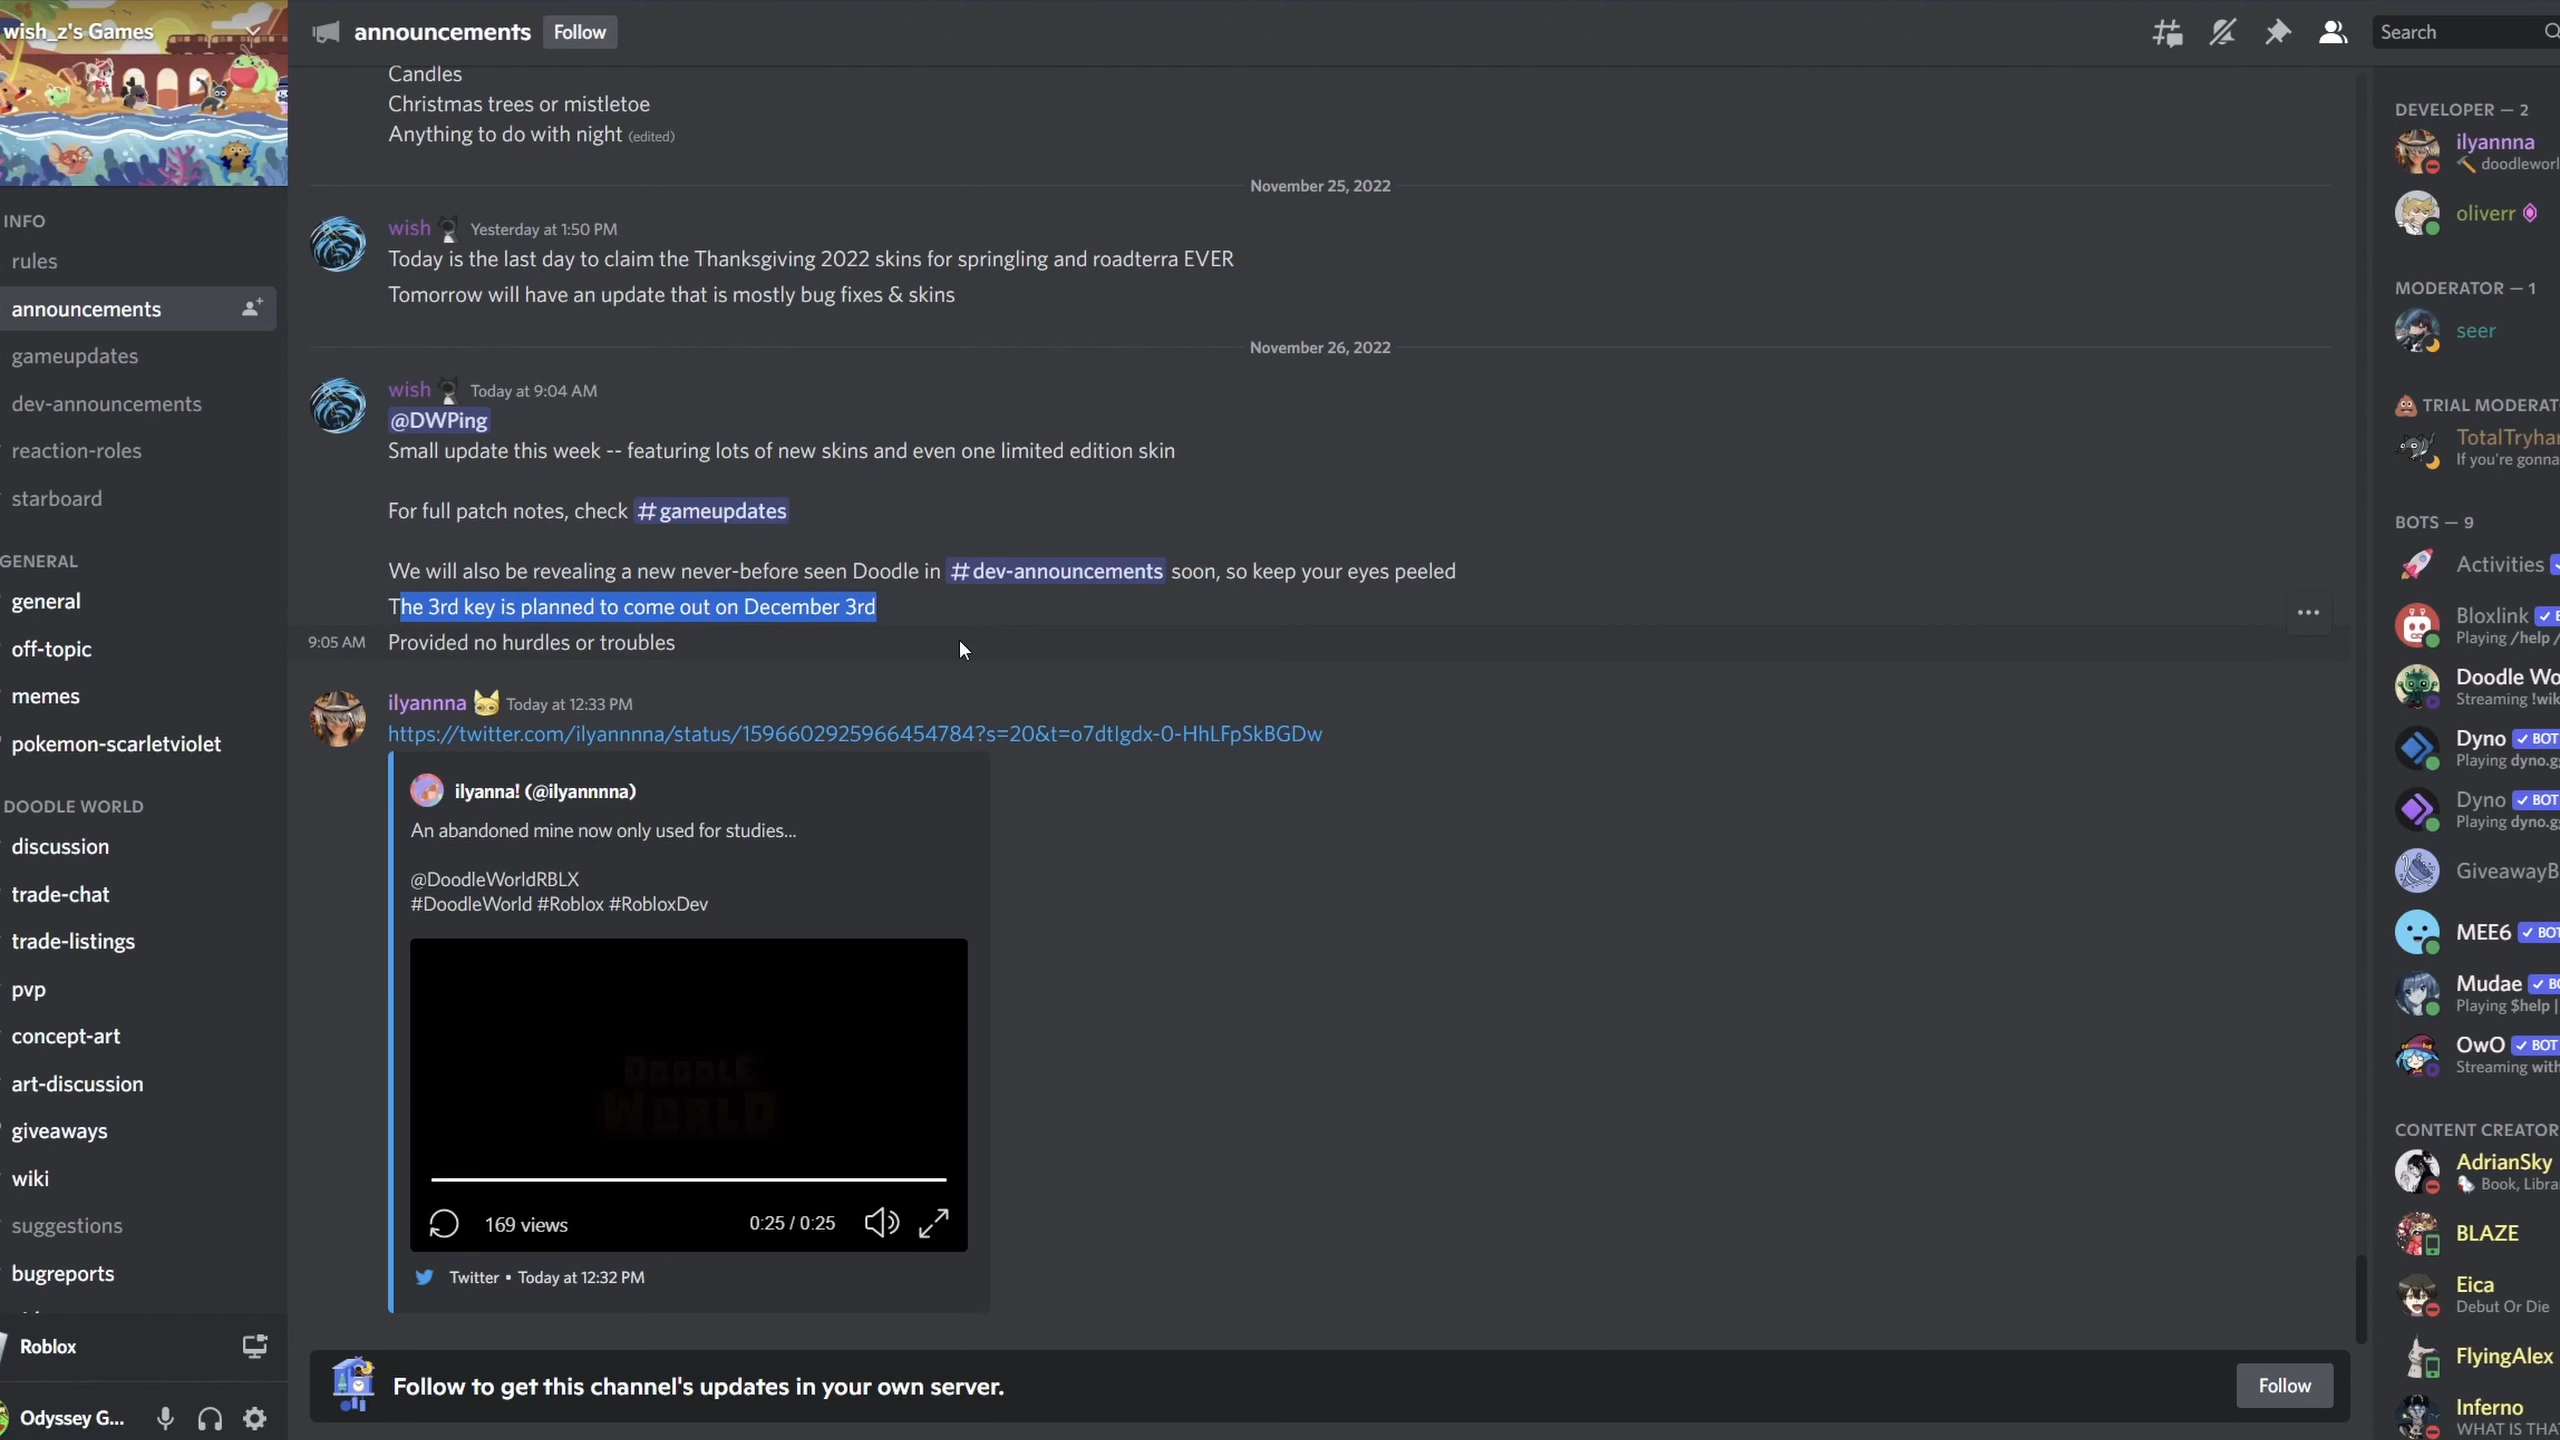 wish_z's Games
INFO
rules
announcements
gameupdates
dev-announcements
reaction-roles
starboard
GENERAL
general
off-topic
memes
pokemon-scarletviolet
DOODLE WORLD
discussion
trade-chat
trade-listings
pvp
concept-art
art-discussion
giveaways
wiki
suggestions
bugreports
Roblox
Odyssey G...
announcements Follow
Search
Candles
Christmas trees or mistletoe
Anything to do with night (edited)
November 25, 2022
wish Yesterday at 1:50 PM
Today is the last day to claim the Thanksgiving 2022 skins for springling and roadterra EVER
Tomorrow will have an update that is mostly bug fixes & skins
November 26, 2022
wish Today at 9:04 AM
@DWPing
Small update this week -- featuring lots of new skins and even one limited edition skin
For full patch notes, check #gameupdates
We will also be revealing a new never-before seen Doodle in #dev-announcements soon, so keep your eyes peeled
The 3rd key is planned to come out on December 3rd
9:05 AM Provided no hurdles or troubles
ilyannna Today at 12:33 PM
https://twitter.com/ilyannnna/status/1596602925966454784?s=20&t=o7dtIgdx-0-HhLFpSkBGDw
ilyanna! (@ilyannnna)
An abandoned mine now only used for studies...
@DoodleWorldRBLX
#DoodleWorld #Roblox #RobloxDev
DOODLE
WORLD
169 views 0:25 / 0:25
Twitter • Today at 12:32 PM
Follow to get this channel's updates in your own server.
Follow
DEVELOPER — 2
ilyannna
doodleworl
oliverr
MODERATOR — 1
seer
TRIAL MODERAT
TotalTryhar
If you're gonna
BOTS — 9
Activities
Bloxlink
Playing /help /
Doodle Wo
Streaming !wik
Dyno BOT
Playing dyno.g
Dyno BOT
Playing dyno.g
GiveawayB
MEE6 BOT
Mudae BO
Playing $help |
OwO BOT
Streaming with
CONTENT CREATOR
AdrianSky
Book, Libra
BLAZE
Eica
Debut Or Die
FlyingAlex
Inferno
WHAT IS THA